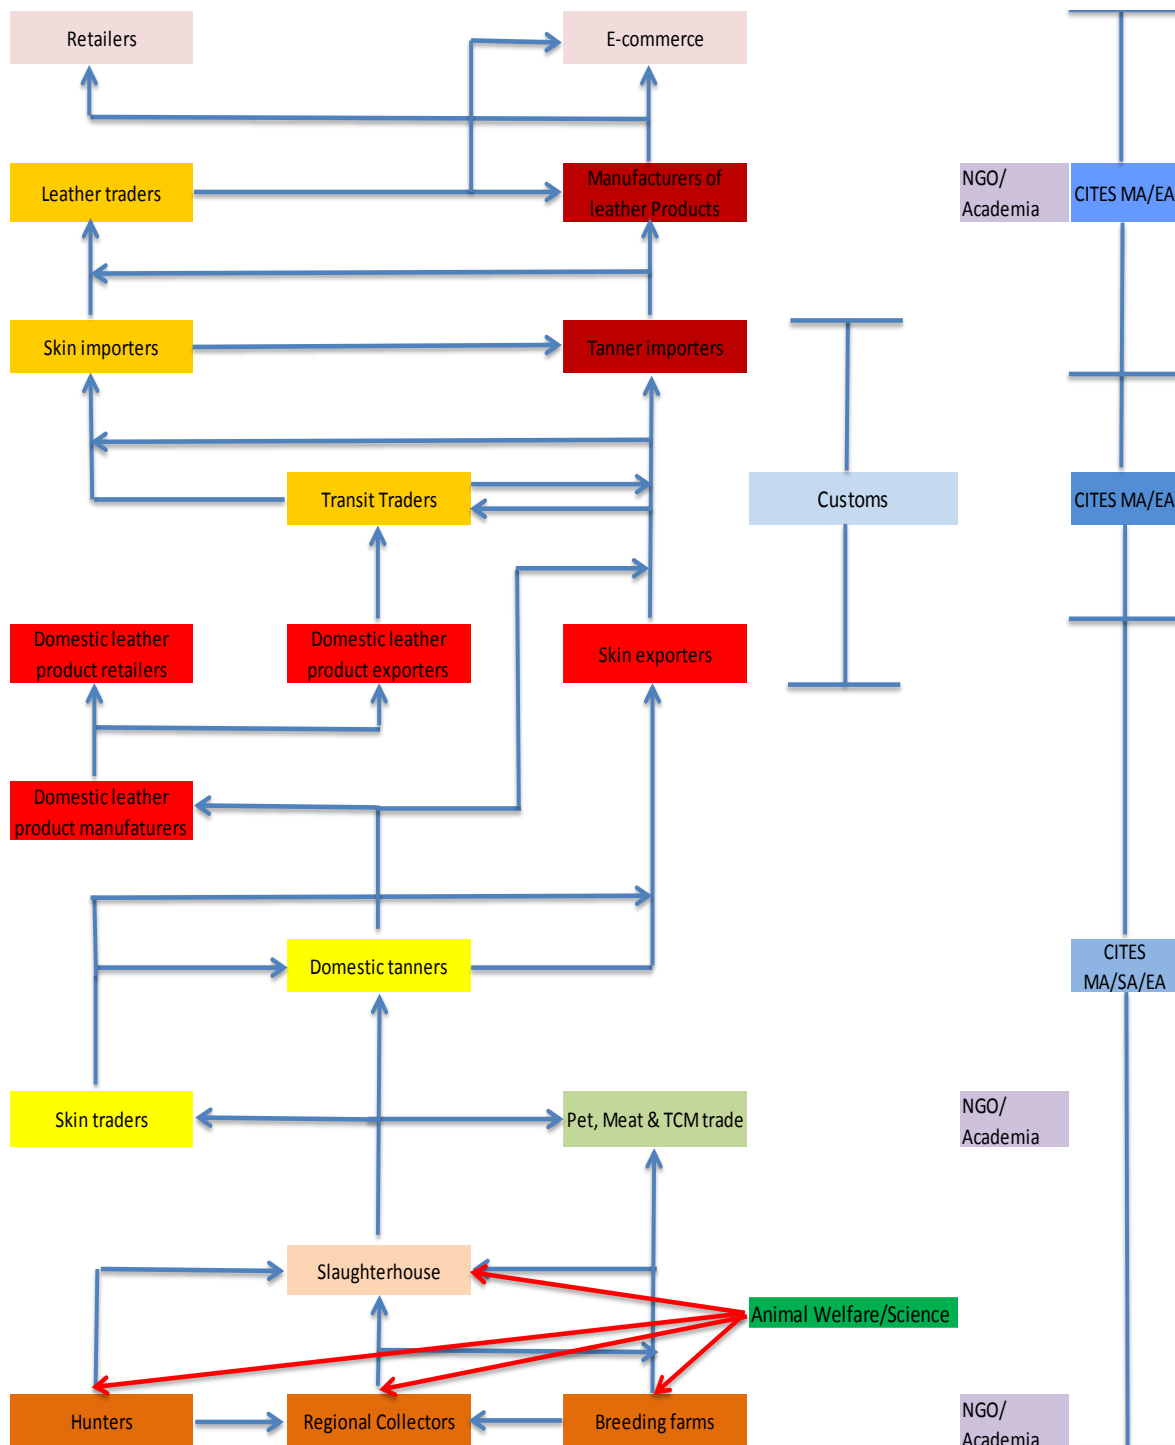 Retailers
E-commerce
Leather traders
Manufacturers of
leather Products
NGO/
Academia
CITES MA/EA
Skin importers
Tanner importers
Transit Traders
Customs
CITES MA/EA
Domestic leather
product retailers
Domestic leather
product exporters
Skin exporters
Domestic leather
product manufaturers
Domestic tanners
CITES
MA/SA/EA
Skin traders
Pet, Meat & TCM trade
NGO/
Academia
Slaughterhouse
Animal Welfare/Science
Hunters
Regional Collectors
Breeding farms
NGO/
Academia